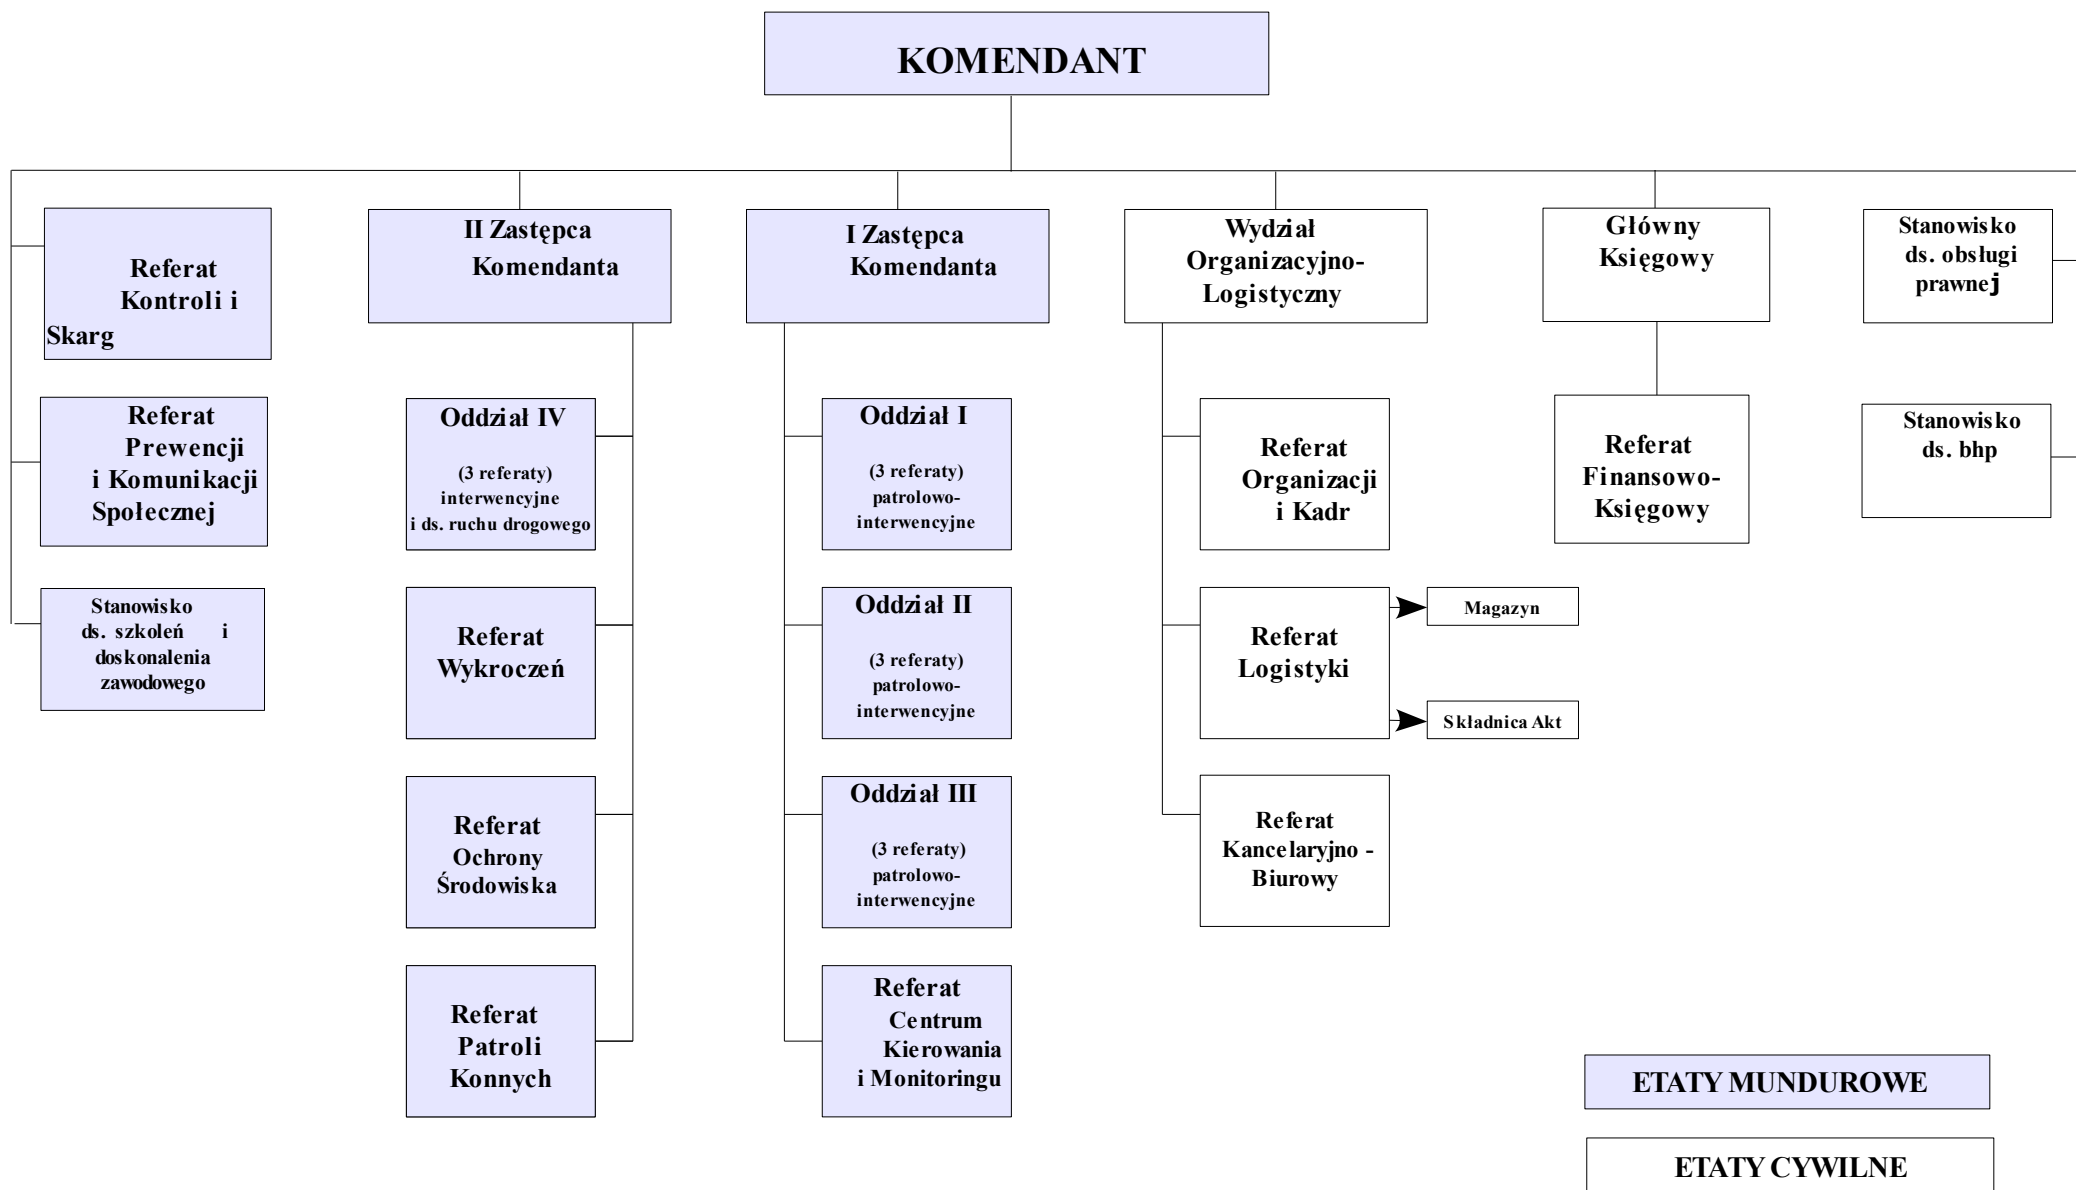 KOMENDANT
Referat
Kontroli i
Skarg
II Zastępca
Komendanta
I Zastępca
Komendanta
Wydział
Organizacyjno-
Logistyczny
Główny
Księgowy
Stanowisko
ds. obsługi
prawnej
Referat
Prewencji
i Komunikacji
Społecznej
Oddział IV
(3 referaty)
interwencyjne
i ds. ruchu drogowego
Oddział I
(3 referaty)
patrolowo-
interwencyjne
Referat
Organizacji
i Kadr
Referat
Finansowo-
Księgowy
Stanowisko
ds. bhp
Stanowisko
ds. szkoleń i
doskonalenia
zawodowego
Referat
Wykroczeń
Oddział II
(3 referaty)
patrolowo-
interwencyjne
Referat
Logistyki
Magazyn
Składnica Akt
Referat
Ochrony
Środowiska
Oddział III
(3 referaty)
patrolowo-
interwencyjne
Referat
Kancelaryjno -
Biurowy
Referat
Patroli
Konnych
Referat
Centrum
Kierowania
i Monitoringu
ETATY MUNDUROWE
ETATY CYWILNE